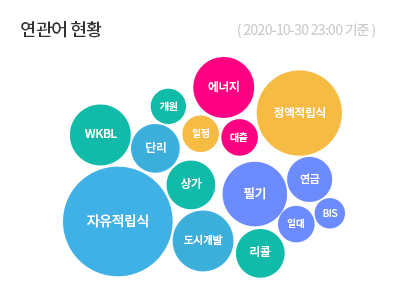 연관어 현황
( 2020-10-30 23:00 기준 )
에너지
개원
정액적립식
WKBL
일정
대출
단리
상가
필기
연금
자유적립식
BIS
일대
도시개발
리콜